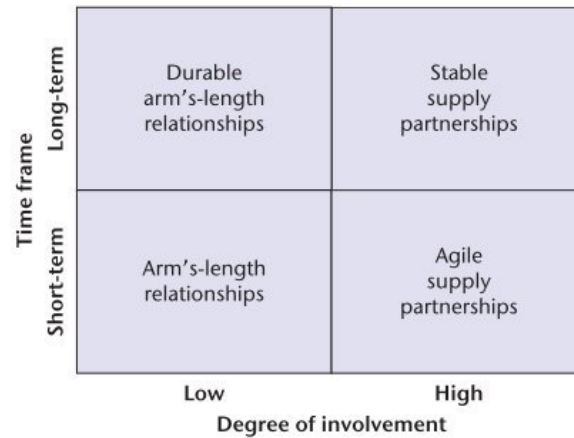 Time frame
Long-term
Durable
arm's-length
relationships
Stable
supply
partnerships
Short-term
Arm's-length
relationships
Agile
supply
partnerships
Low
High
Degree of involvement